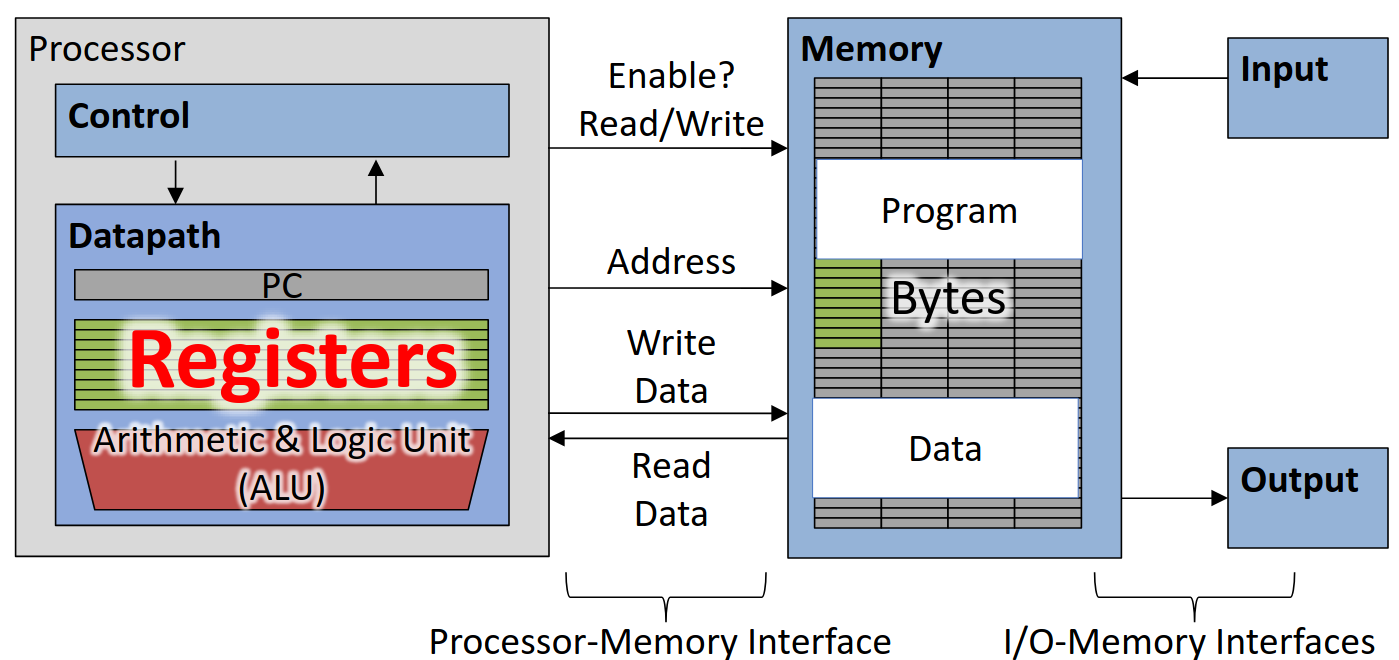 Processor
Control
Datapath
PC
Registers
Arithmetic & Logic Unit
(ALU)
Enable?
Read/Write
Address
Write
Data
Read
Data
Processor-Memory Interface
Memory
Program
Bytes
Data
Input
Output
I/O-Memory Interfaces